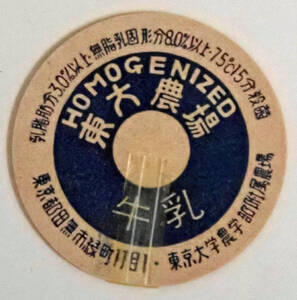 乳脂肪分3.0%以上・無脂乳固形分8.0%以上・75℃15分殺菌
HOMOGENIZED
東大農場
牛乳
東京都田無市緑町1丁目1・東京大学農学部附属農場